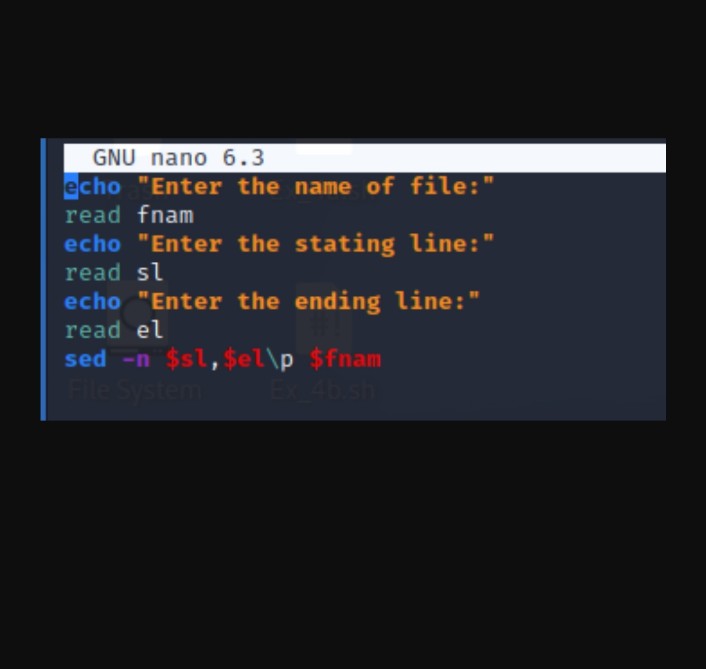 GNU nano 6.3
echo "Enter the name of file:"
read fnam
echo "Enter the stating line:"
read sl
echo "Enter the ending line:"
read el
sed -n $sl,$el\p $fnam
File System Ex_4b.sh